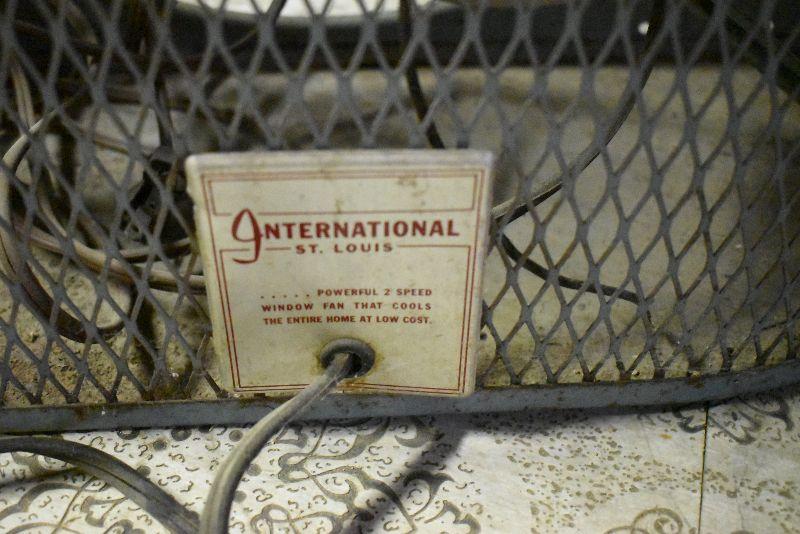 INTERNATIONAL
ST. LOUIS
..... POWERFUL 2 SPEED
WINDOW FAN THAT COOLS
THE ENTIRE HOME AT LOW COST.